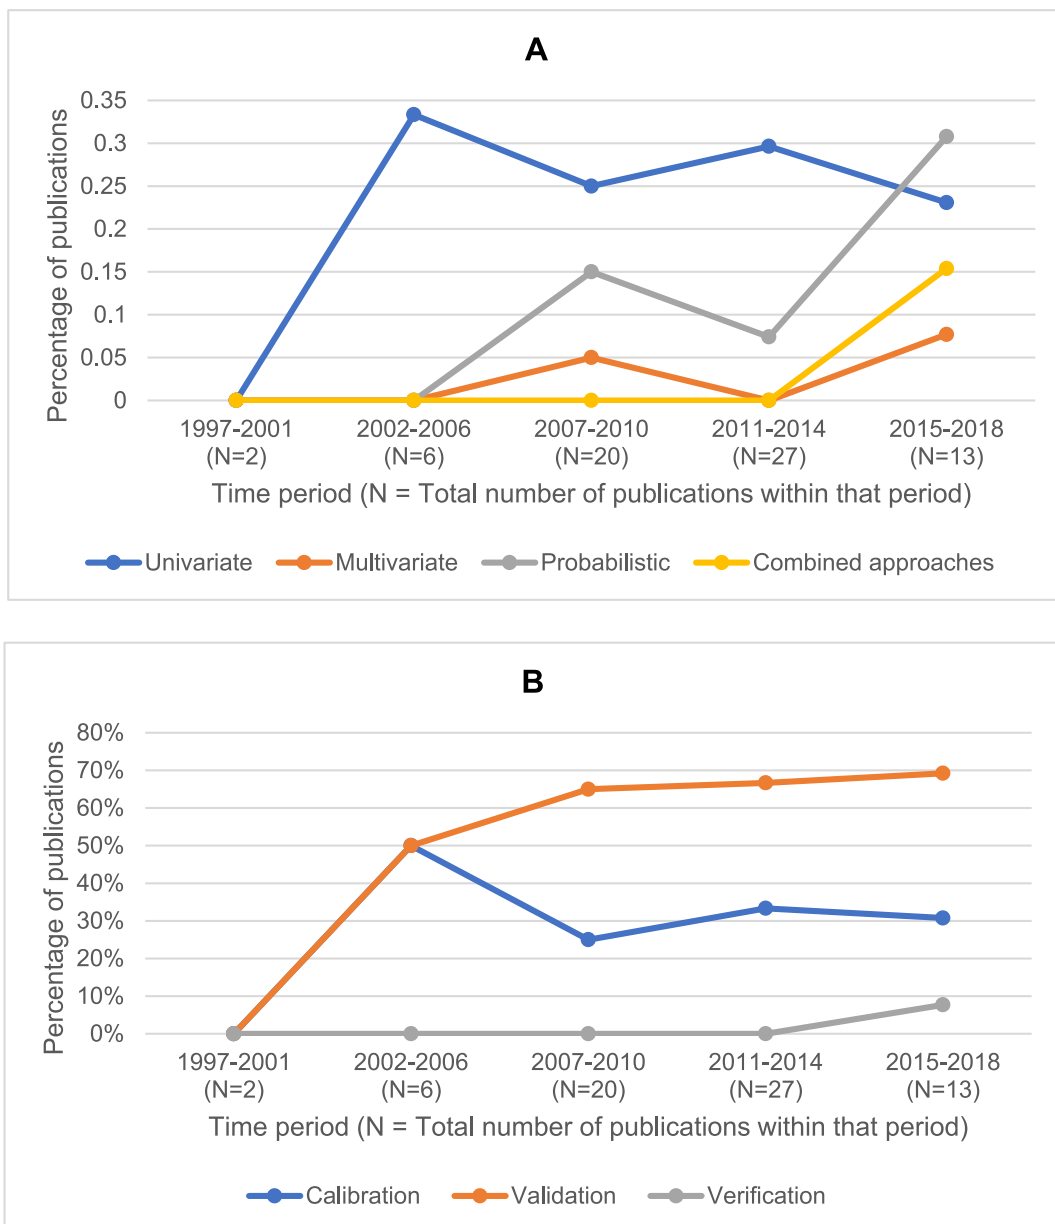 A
Percentage of publications
0.35
0.3
0.25
0.2
0.15
0.1
0.05
0
1997-2001 2002-2006 2007-2010 2011-2014 2015-2018
(N=2) (N=6) (N=20) (N=27) (N=13)
Time period (N = Total number of publications within that period)
Univariate Multivariate Probabilistic Combined approaches
B
Percentage of publications
80%
70%
60%
50%
40%
30%
20%
10%
0%
1997-2001 2002-2006 2007-2010 2011-2014 2015-2018
(N=2) (N=6) (N=20) (N=27) (N=13)
Time period (N = Total number of publications within that period)
Calibration Validation Verification